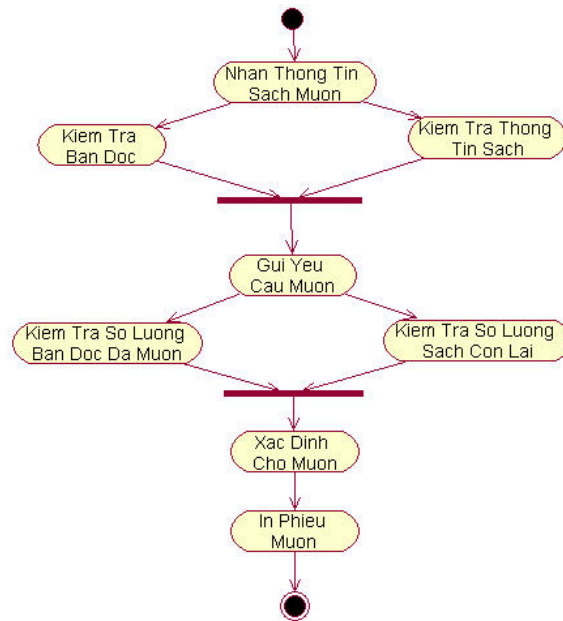 Nhan Thong Tin
Sach Muon
Kiem Tra
Ban Doc
Kiem Tra Thong
Tin Sach
Gui Yeu
Cau Muon
Kiem Tra So Luong
Ban Doc Da Muon
Kiem Tra So Luong
Sach Con Lai
Xac Dinh
Cho Muon
In Phieu
Muon